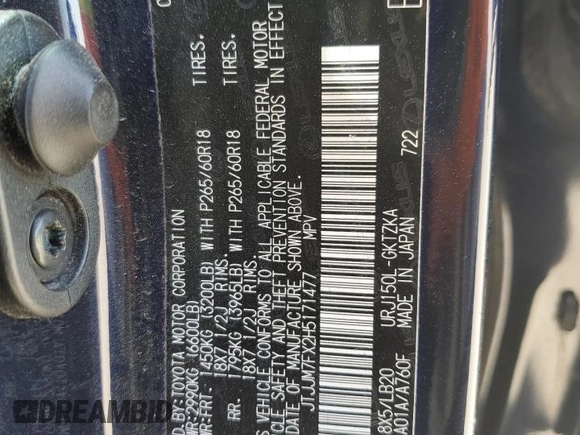 D.BY:TOYOTA MOTOR CORPORATION
2990KG (6600LB)
WR-FRT. 1450KG (3200LB) WITH P265/60R18 TIRES.
18X7 1/2J RIMS.
RR. 1795KG (3965LB) WITH P265/60R18 TIRES.
18X7 1/2J RIMS.
S VEHICLE CONFORMS TO ALL APPLICABLE FEDERAL MOTOR
ICLE SAFETY AND THEFT PREVENTION STANDARDS IN EFFECT
DATE OF MANUFACTURE SHOWN ABOVE.
JTJJM7FX2H5171477 MPV
8X5/LB20 URJ150L-GKTZKA
A01A/A760F MADE IN JAPAN 722
LEXUS
DREAMBID